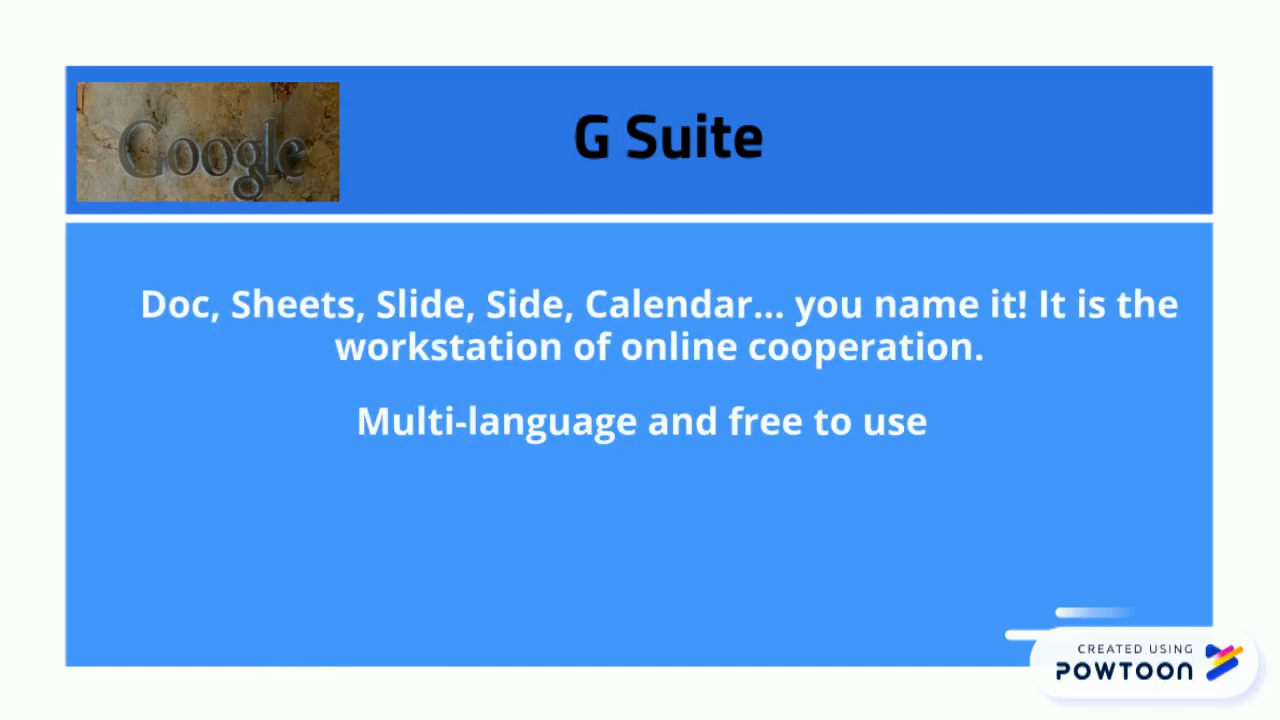 Google
G Suite
Doc, Sheets, Slide, Side, Calendar... you name it! It is the
workstation of online cooperation.
Multi-language and free to use
CREATED USING
POWTOON